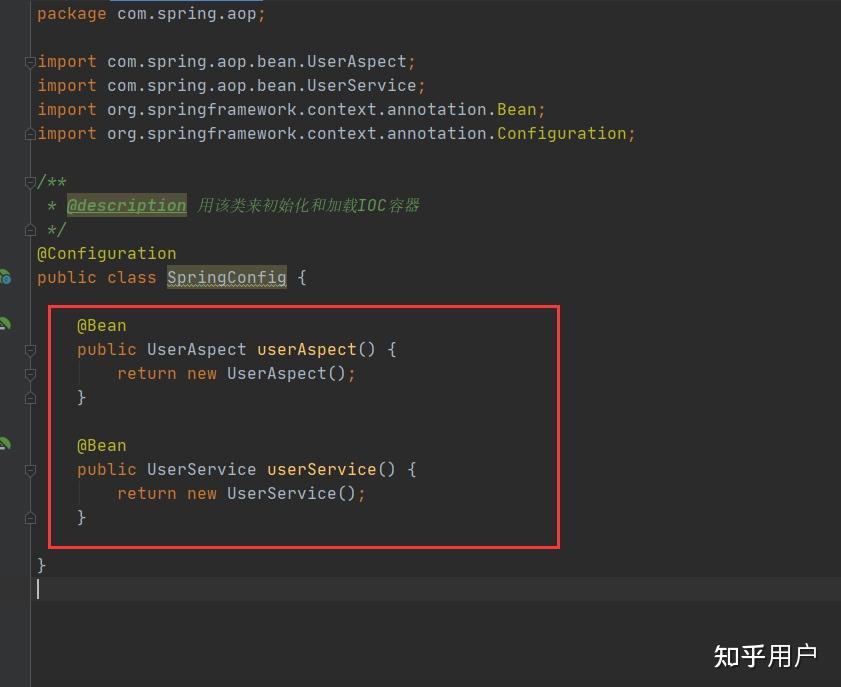 package com.spring.aop;
import com.spring.aop.bean.UserAspect;
import com.spring.aop.bean.UserService;
import org.springframework.context.annotation.Bean;
import org.springframework.context.annotation.Configuration;
/**
 * @description 用该类来初始化和加载IOC容器
 */
@Configuration
public class SpringConfig {
    @Bean
    public UserAspect userAspect() {
        return new UserAspect();
    }
    @Bean
    public UserService userService() {
        return new UserService();
    }
}
知乎用户